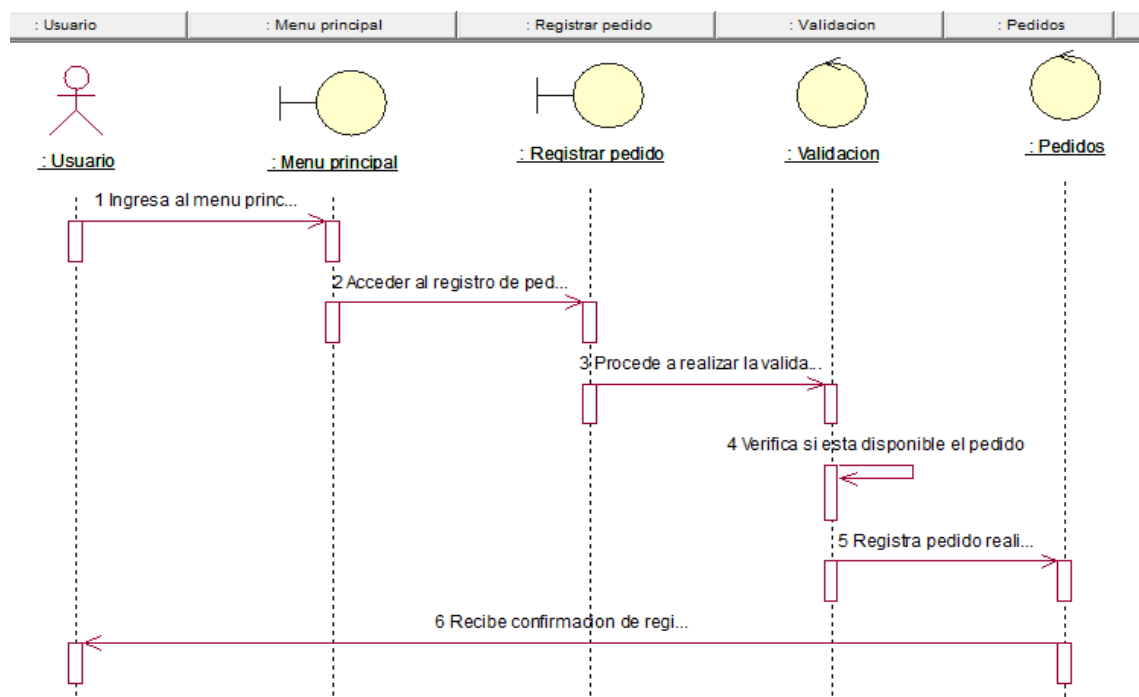 : Usuario
: Menu principal
: Registrar pedido
: Validacion
: Pedidos
: Usuario
: Menu principal
: Registrar pedido
: Validacion
: Pedidos
1 Ingresa al menu princ...
2 Acceder al registro de ped...
3 Procede a realizar la valida...
4 Verifica si esta disponible el pedido
5 Registra pedido reali...
6 Recibe confirmacion de regi...